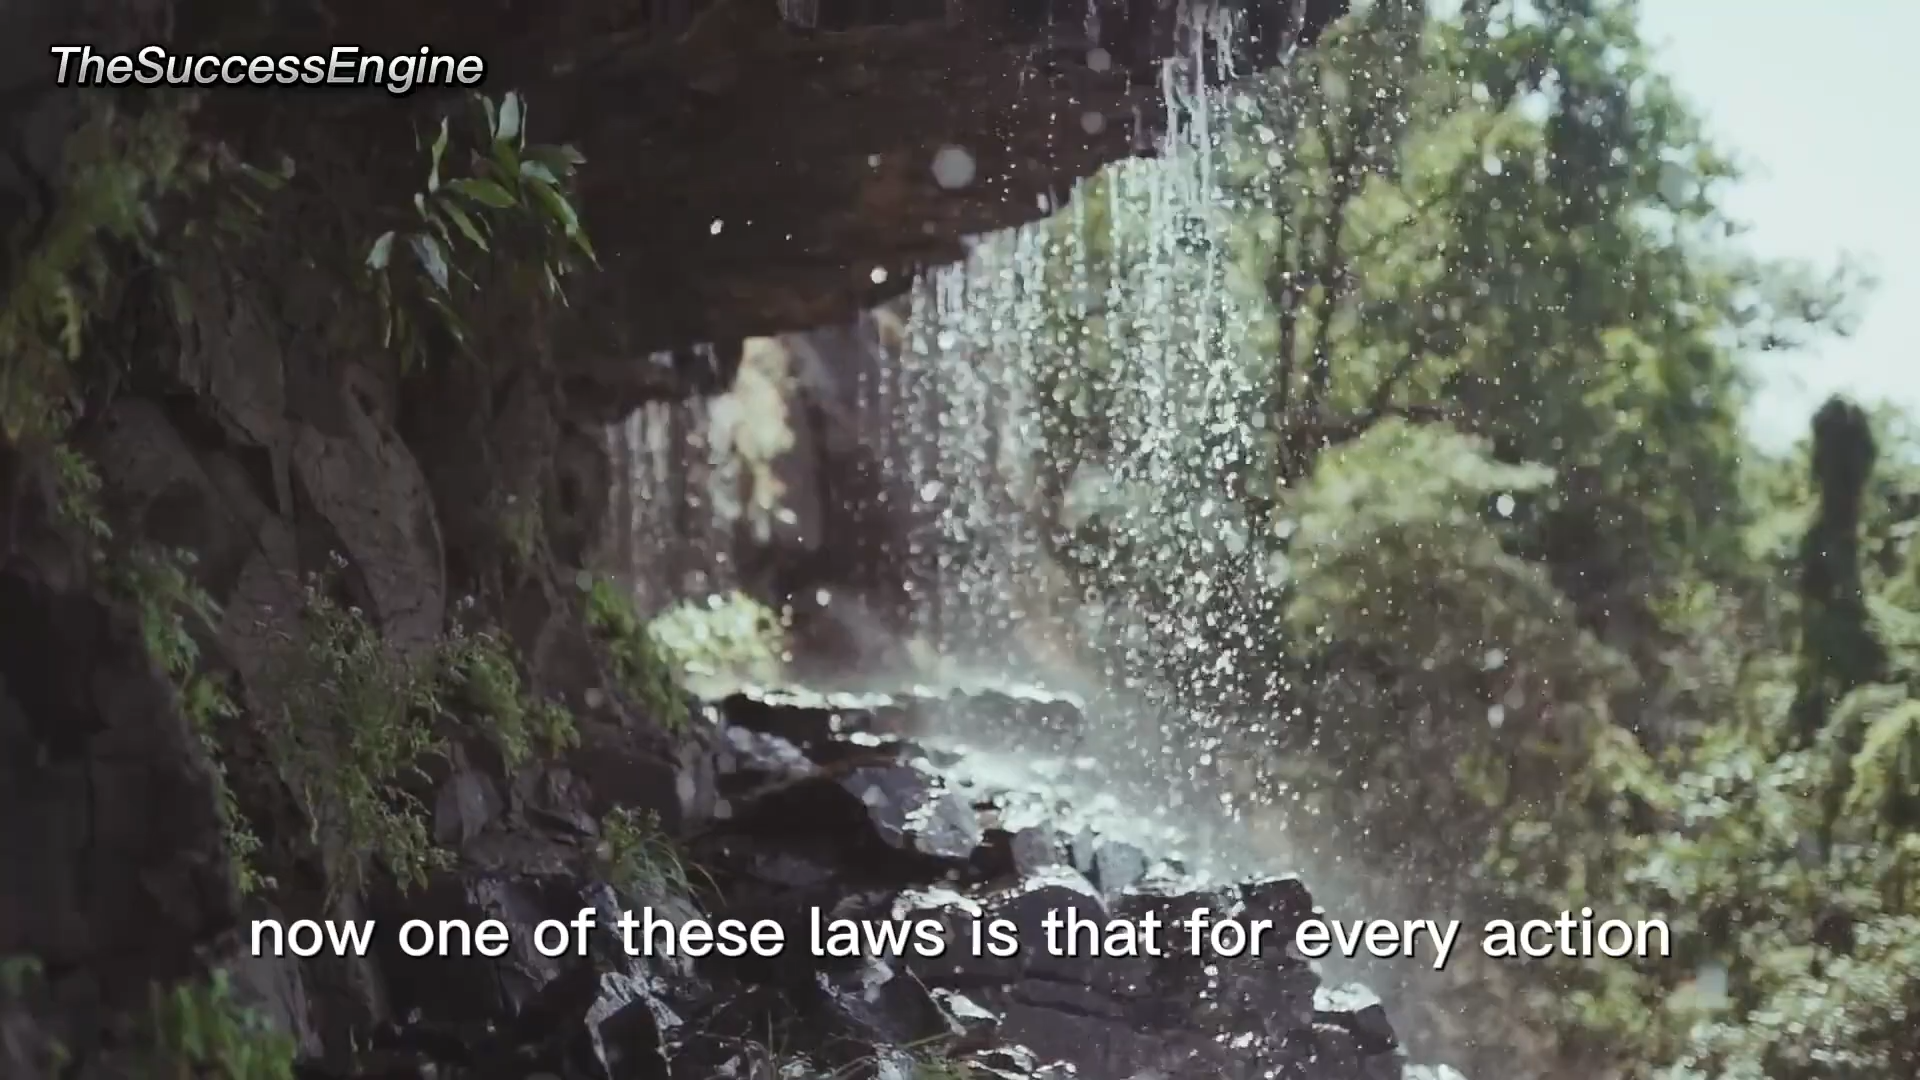 TheSuccessEngine
now one of these laws is that for every action